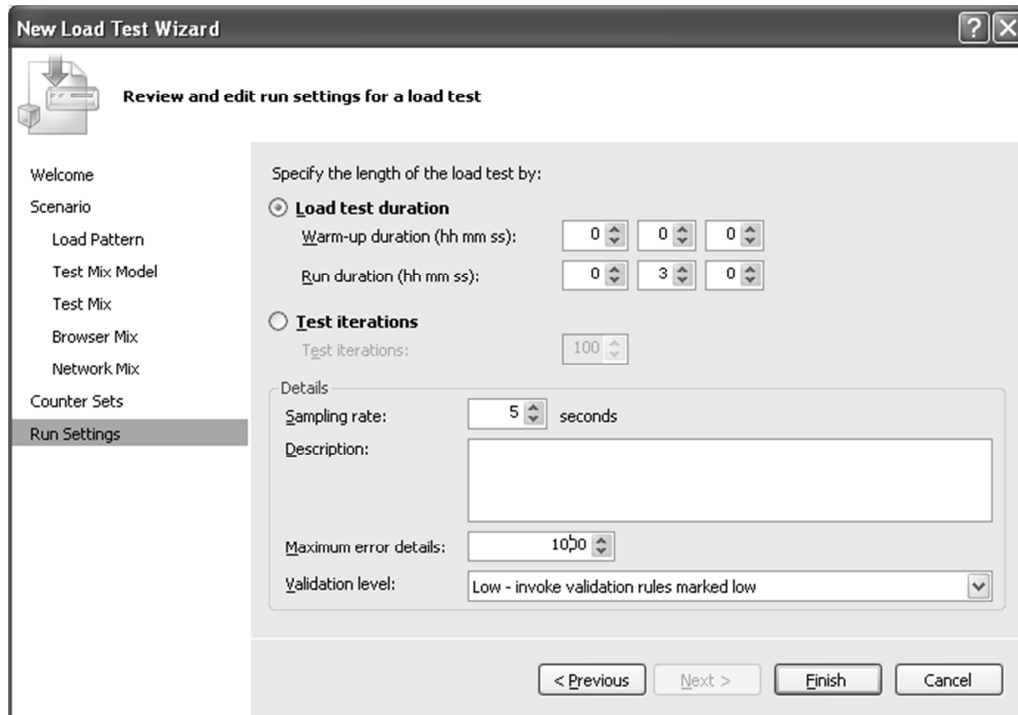 New Load Test Wizard
Review and edit run settings for a load test
Welcome
Scenario
Load Pattern
Test Mix Model
Test Mix
Browser Mix
Network Mix
Counter Sets
Run Settings
Specify the length of the load test by:
Load test duration
Warm-up duration (hh mm ss): 0 0 0
Run duration (hh mm ss): 0 3 0
Test iterations
Test iterations: 100
Details
Sampling rate: 5 seconds
Description:
Maximum error details:
Validation level: Low - invoke validation rules marked low
< Previous Next > Finish Cancel